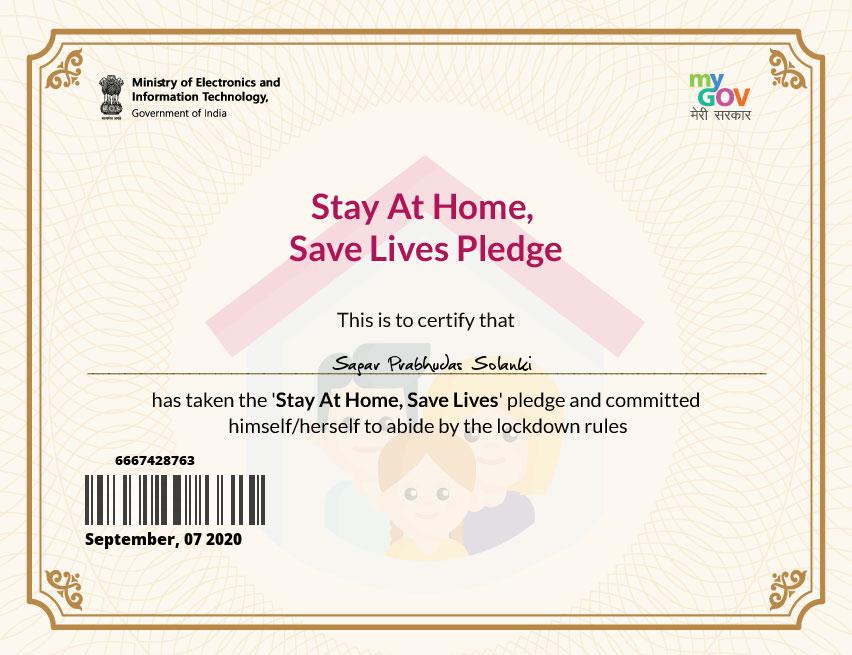 Ministry of Electronics and
Information Technology,
Government of India
my
GOV
मेरी सरकार
Stay At Home,
Save Lives Pledge
This is to certify that
Sagar Prabhudas Solanki
has taken the 'Stay At Home, Save Lives' pledge and committed
himself/herself to abide by the lockdown rules
6667428763
September, 07 2020